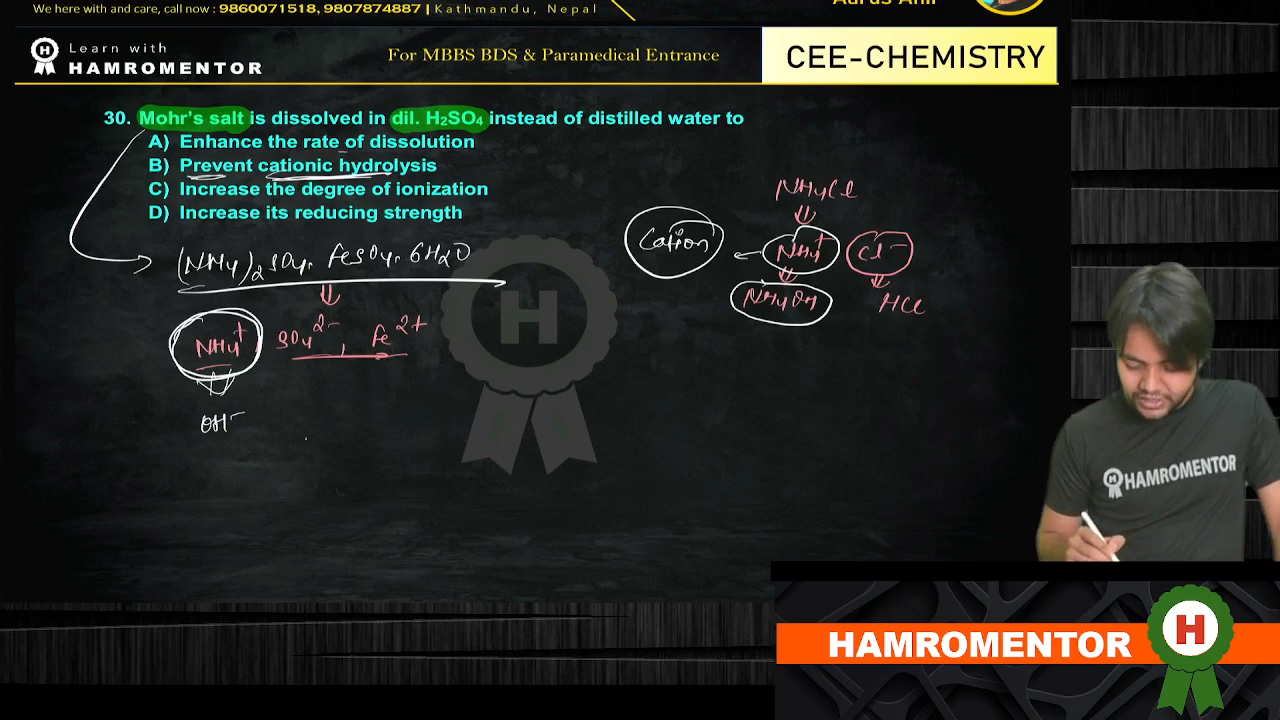 We here with and care, call now : 9860071518, 9807874887 | Kathmandu, Nepal
H Learn with
HAMROMENTOR
For MBBS BDS & Paramedical Entrance
CEE-CHEMISTRY
30. Mohr's salt is dissolved in dil. H₂SO₄ instead of distilled water to
A) Enhance the rate of dissolution
B) Prevent cationic hydrolysis
C) Increase the degree of ionization
D) Increase its reducing strength
NH4Cl
Cation NH4⁺ Cl⁻
(NH4)₂SO4. FeSO4. 6H2O
NH4OH HCl
NH4⁺, SO4²⁻, Fe²⁺
OH⁻
H
HAMROMENTOR
HAMROMENTOR H